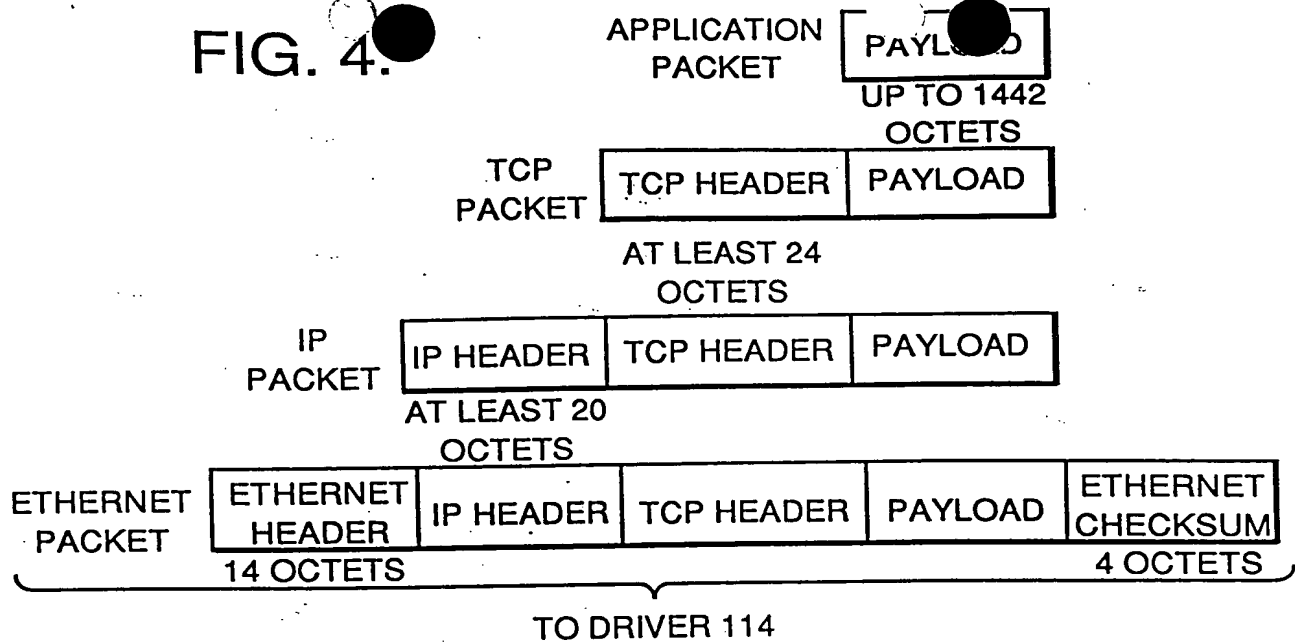 FIG. 4.
APPLICATION
PACKET
PAYLOAD
UP TO 1442
OCTETS
TCP
PACKET
TCP HEADER
PAYLOAD
AT LEAST 24
OCTETS
IP
PACKET
IP HEADER
TCP HEADER
PAYLOAD
AT LEAST 20
OCTETS
ETHERNET
PACKET
ETHERNET
HEADER
IP HEADER
TCP HEADER
PAYLOAD
ETHERNET
CHECKSUM
14 OCTETS
4 OCTETS
TO DRIVER 114